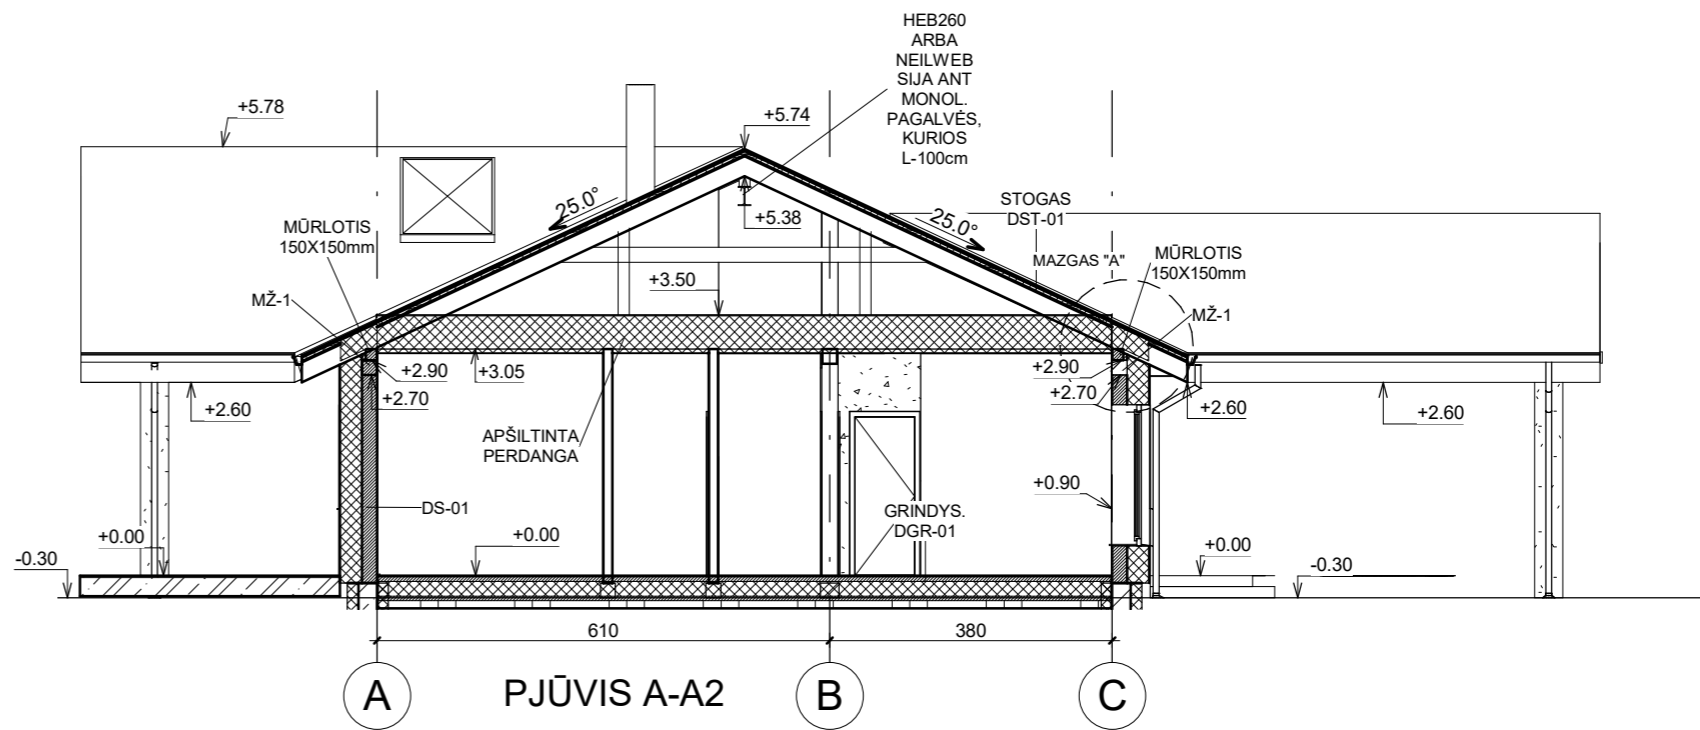 HEB260
ARBA
NEILWEB
SIJA ANT
MONOL.
PAGALVĖS,
KURIOS
L-100cm
+5.78
+5.74
25.0°
+5.38
25.0°
STOGAS
DST-01
MŪRLOTIS
150X150mm
MAZGAS "A"
MŪRLOTIS
150X150mm
MŽ-1
+3.50
MŽ-1
+2.90
+3.05
+2.90
+2.70
+2.70
+2.60
+2.60
+2.60
APŠILTINTA
PERDANGA
+0.90
DS-01
GRINDYS.
DGR-01
+0.00
+0.00
+0.00
-0.30
-0.30
610
380
A
PJŪVIS A-A2
B
C